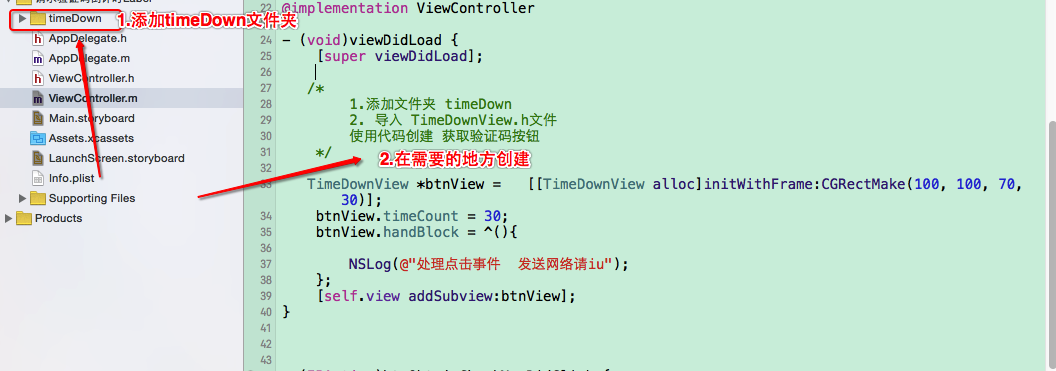 timeDown
1.添加timeDown文件夹
AppDelegate.h
AppDelegate.m
ViewController.h
ViewController.m
Main.storyboard
Assets.xcassets
LaunchScreen.storyboard
Info.plist
Supporting Files
Products
22 @implementation ViewController
24 - (void)viewDidLoad {
25 [super viewDidLoad];
26
27 /*
28 1.添加文件夹 timeDown
29 2. 导入 TimeDownView.h文件
30 使用代码创建 获取验证码按钮
31 */
2.在需要的地方创建
32
33 TimeDownView *btnView = [[TimeDownView alloc]initWithFrame:CGRectMake(100, 100, 70,
30)];
34 btnView.timeCount = 30;
35 btnView.handBlock = ^(){
36
37 NSLog(@"处理点击事件 发送网络请iu");
38 };
39 [self.view addSubview:btnView];
40 }
41
42
43